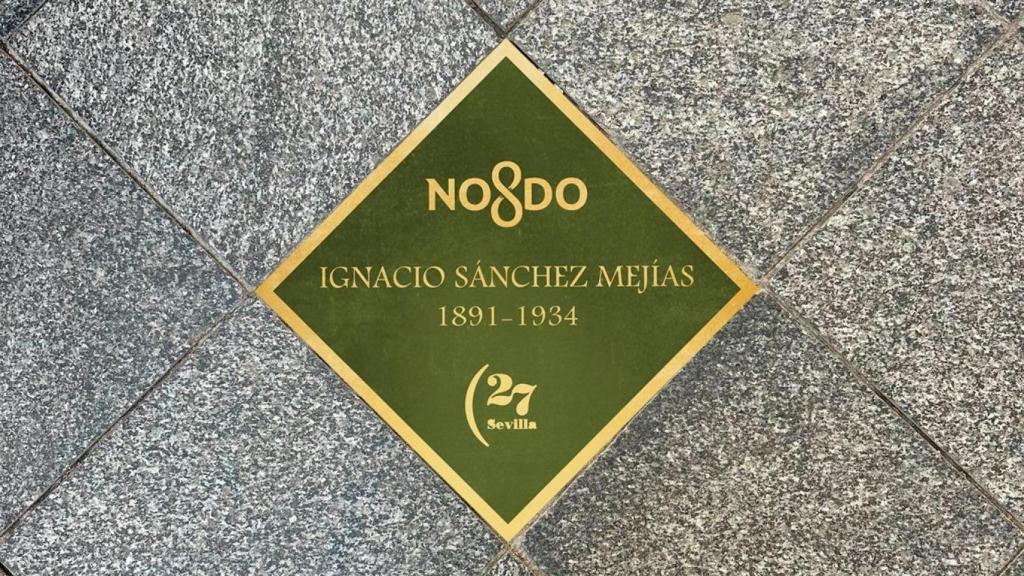 NO8DO
IGNACIO SÁNCHEZ MEJÍAS
1891-1934
(27
Sevilla